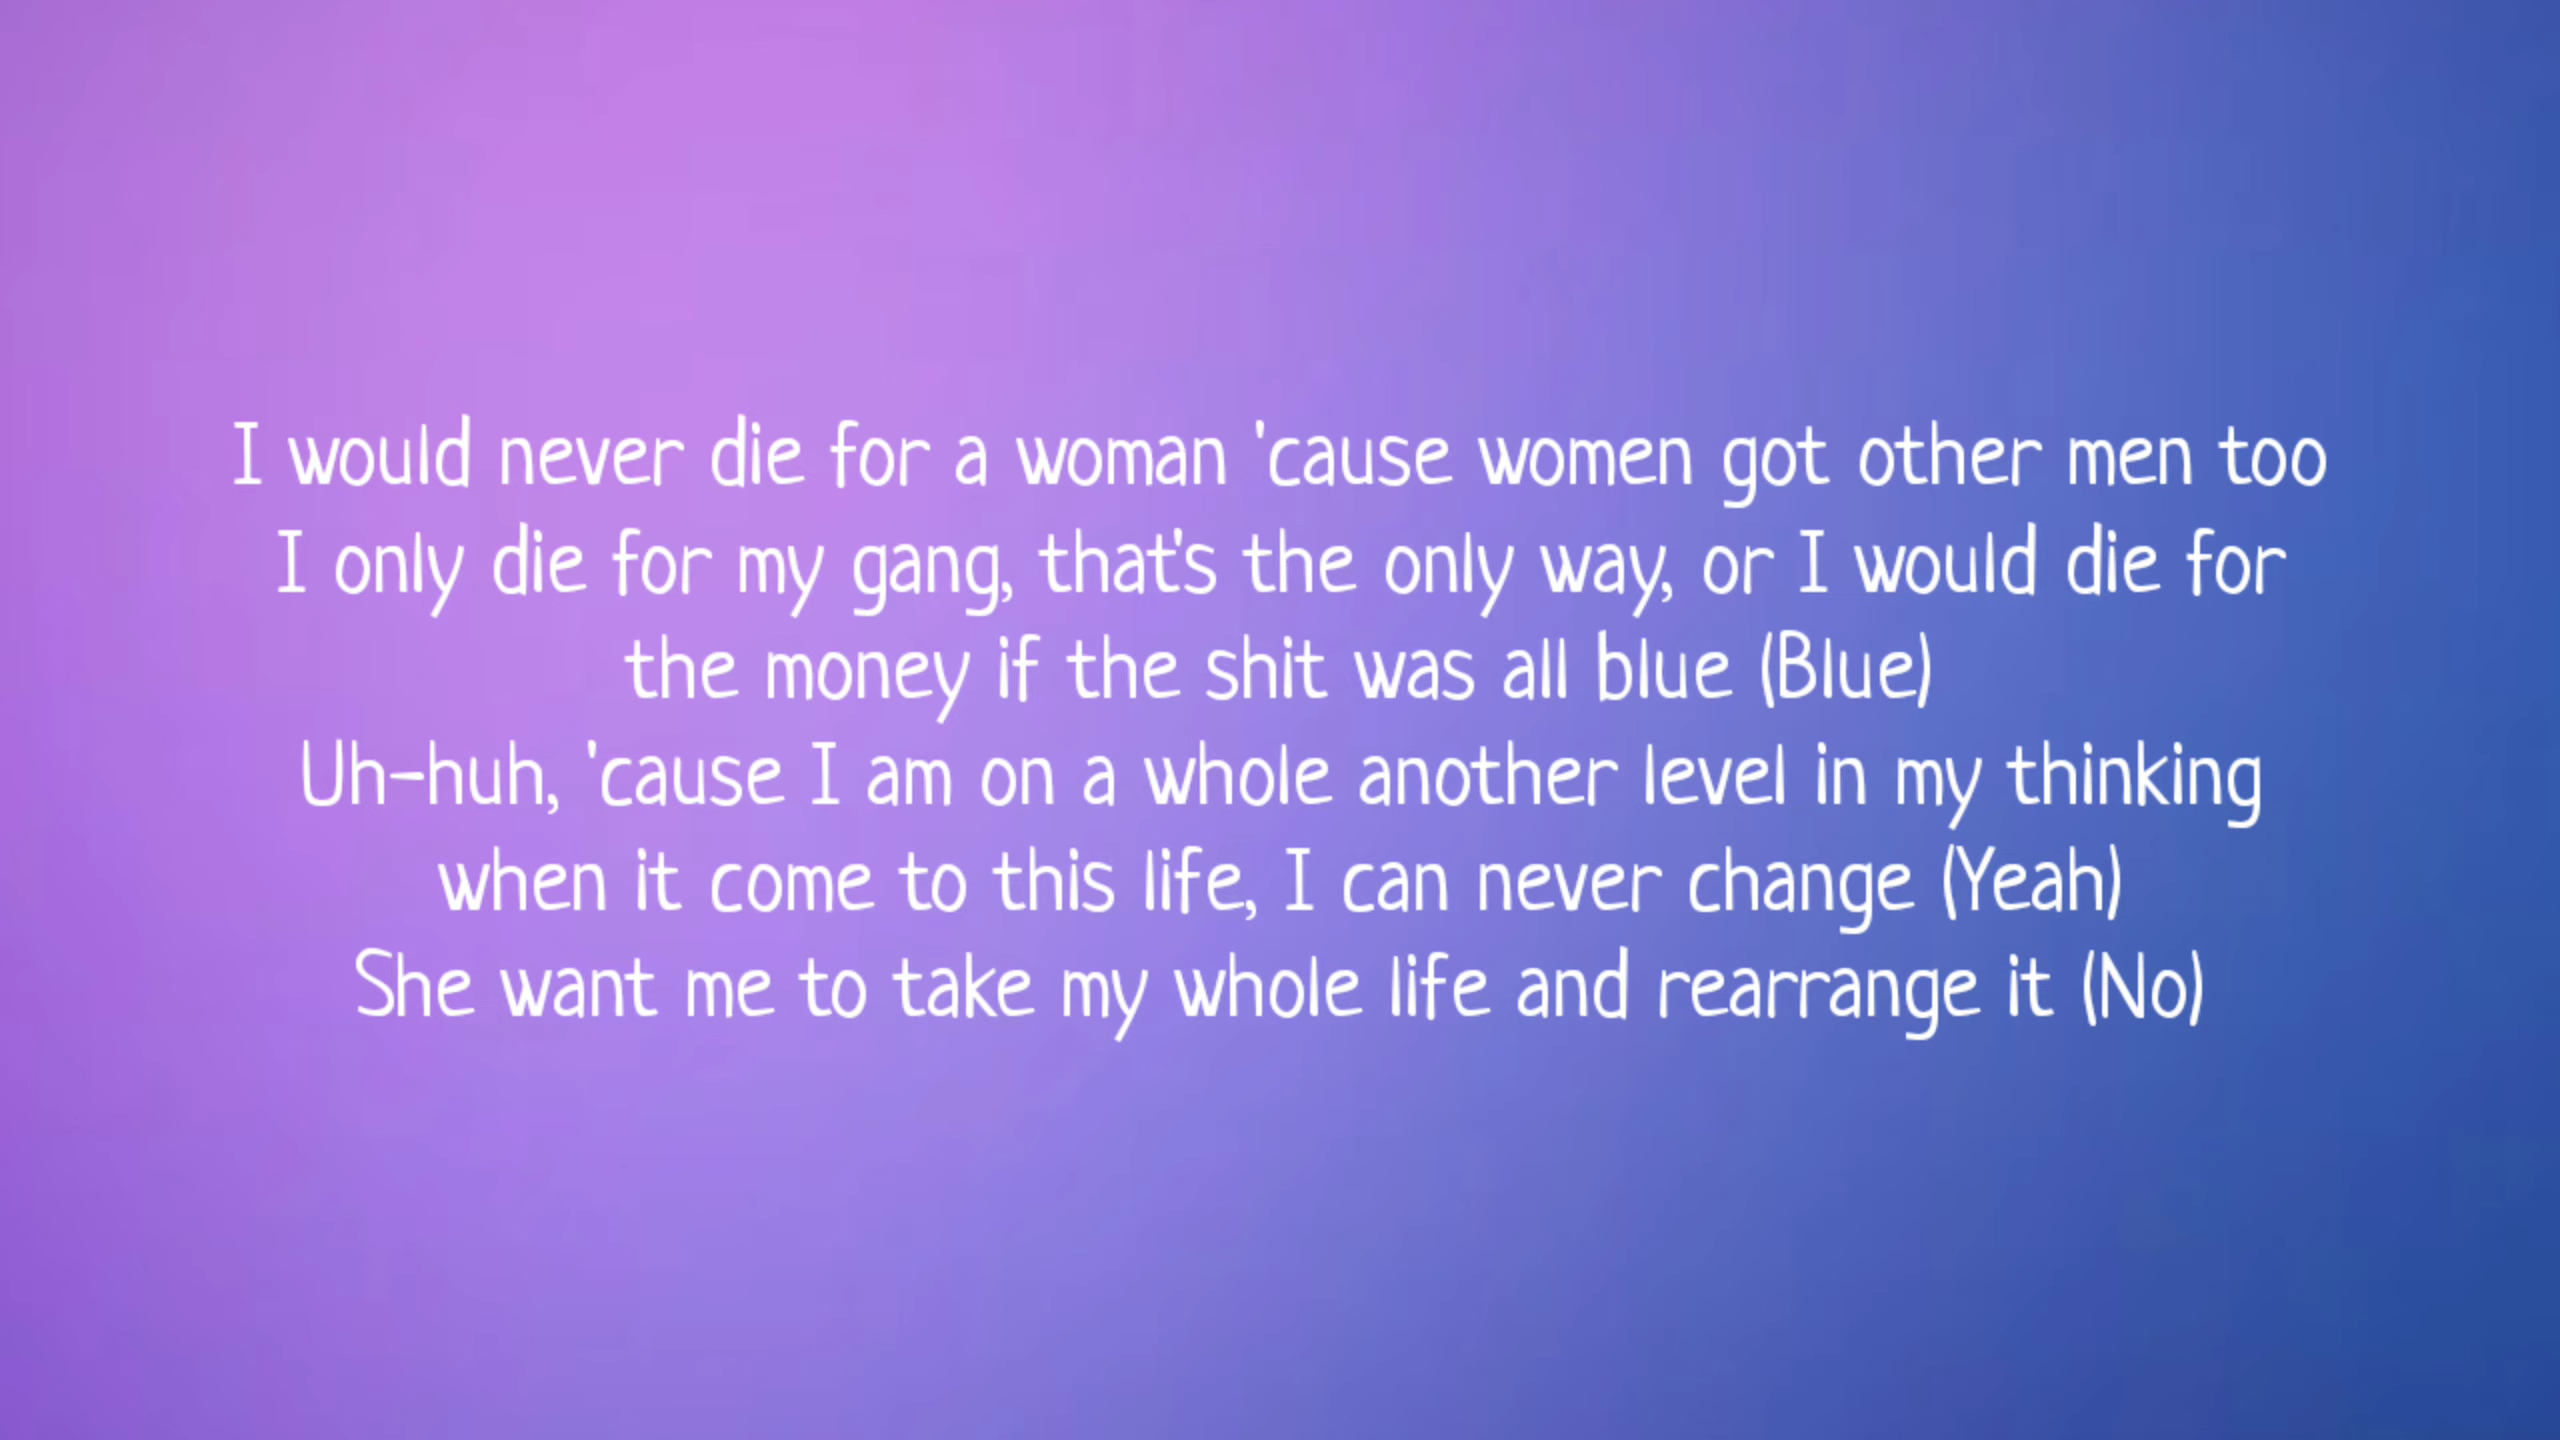 I would never die for a woman 'cause women got other men too
I only die for my gang, that's the only way, or I would die for
the money if the shit was all blue (Blue)
Uh-huh, 'cause I am on a whole another level in my thinking
when it come to this life, I can never change (Yeah)
She want me to take my whole life and rearrange it (No)